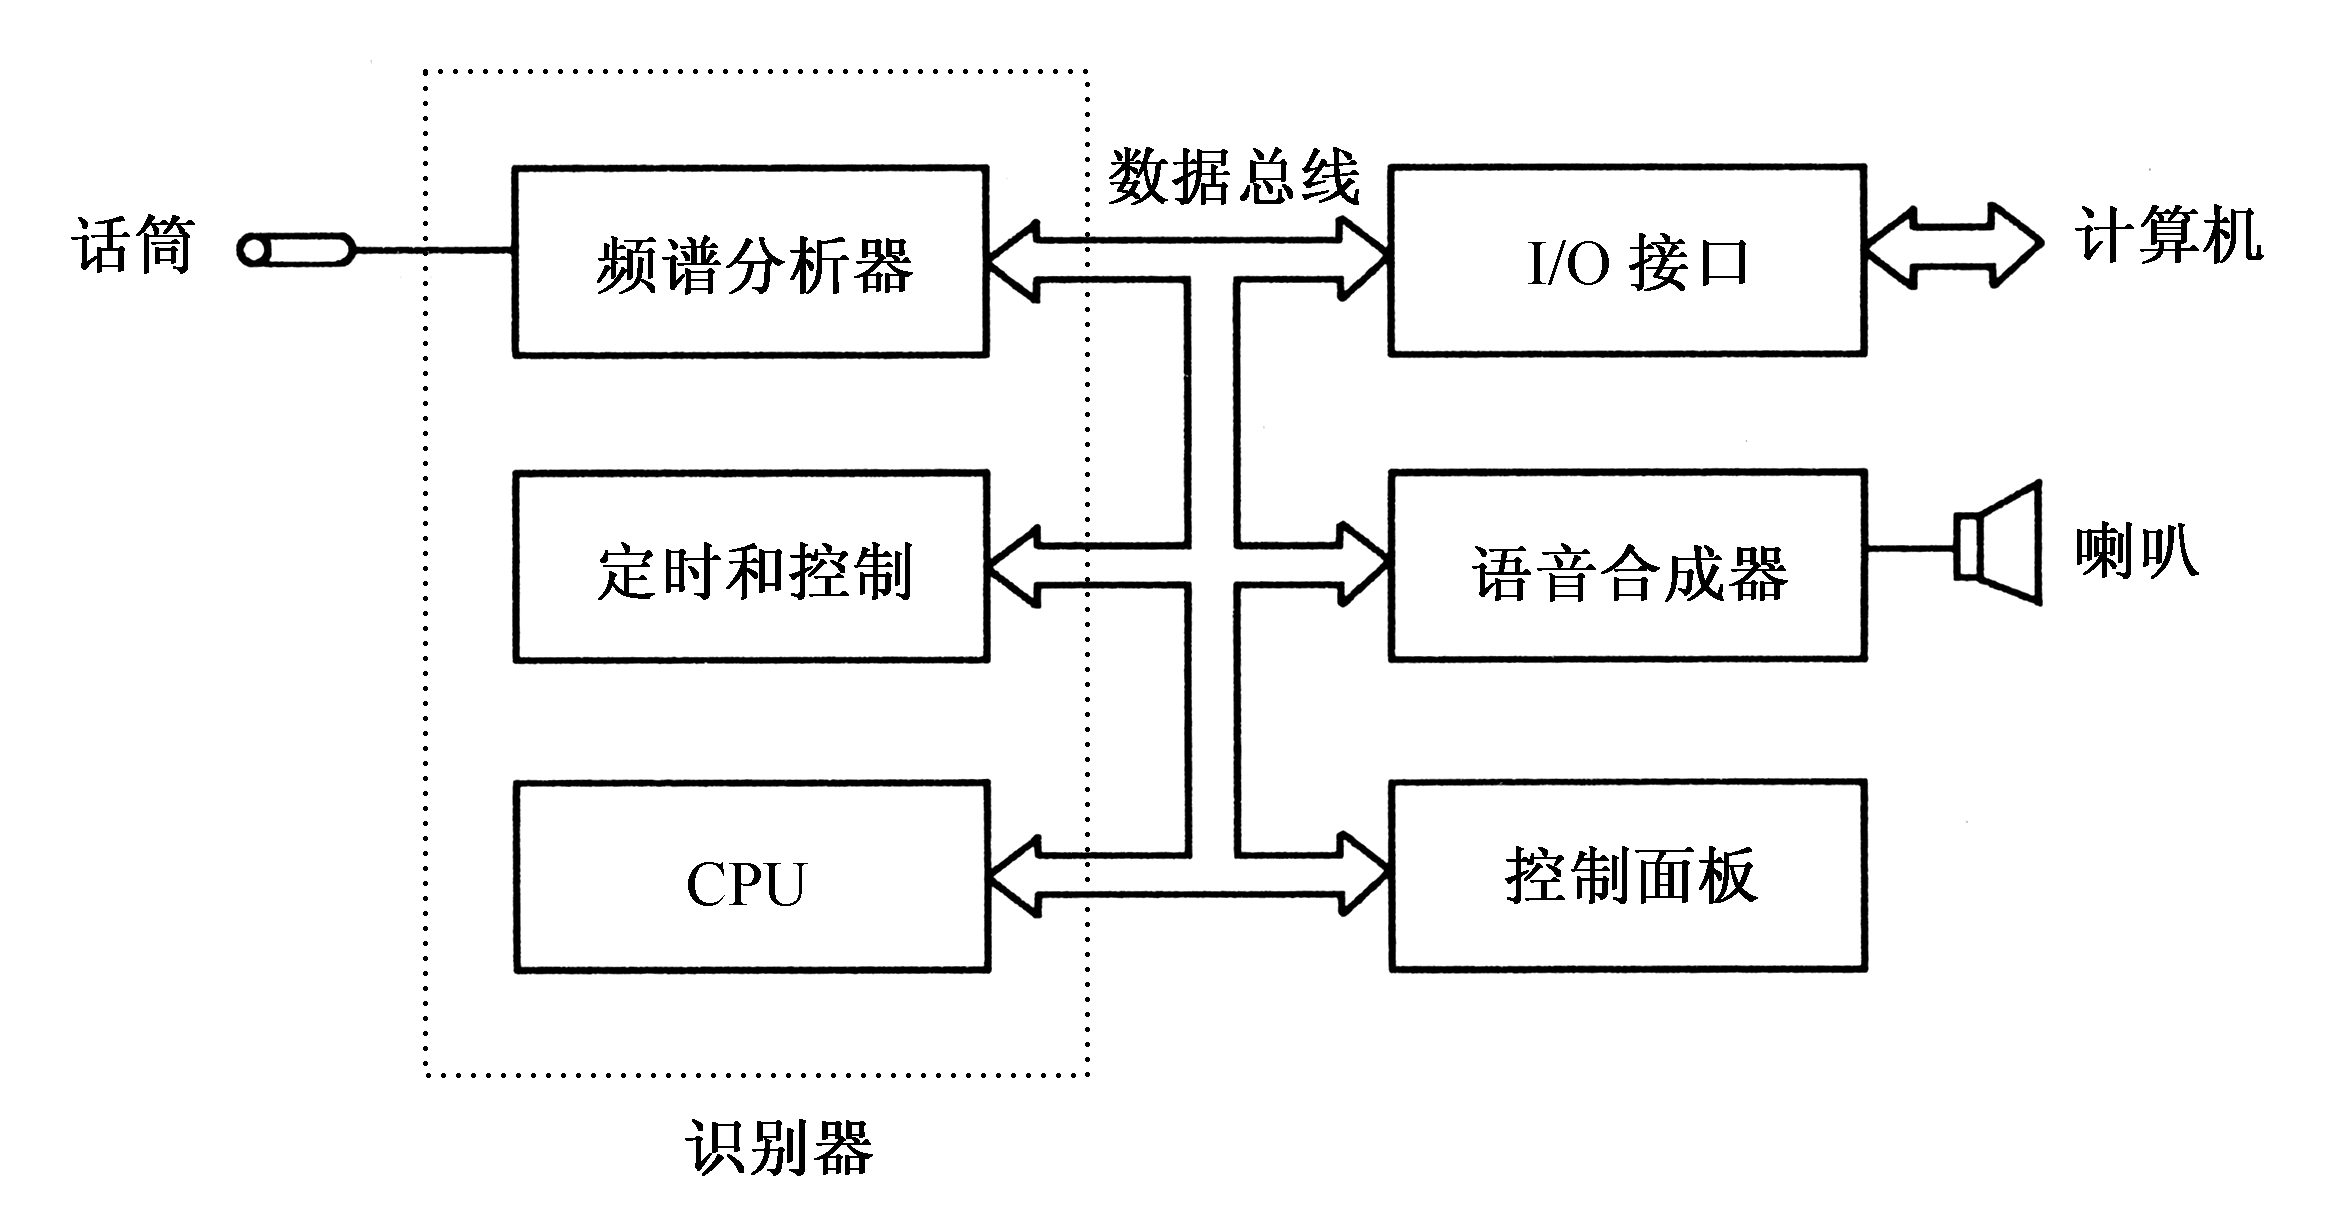 数据总线
话筒
频谱分析器
I/O 接口
计算机
定时和控制
语音合成器
喇叭
CPU
控制面板
识别器